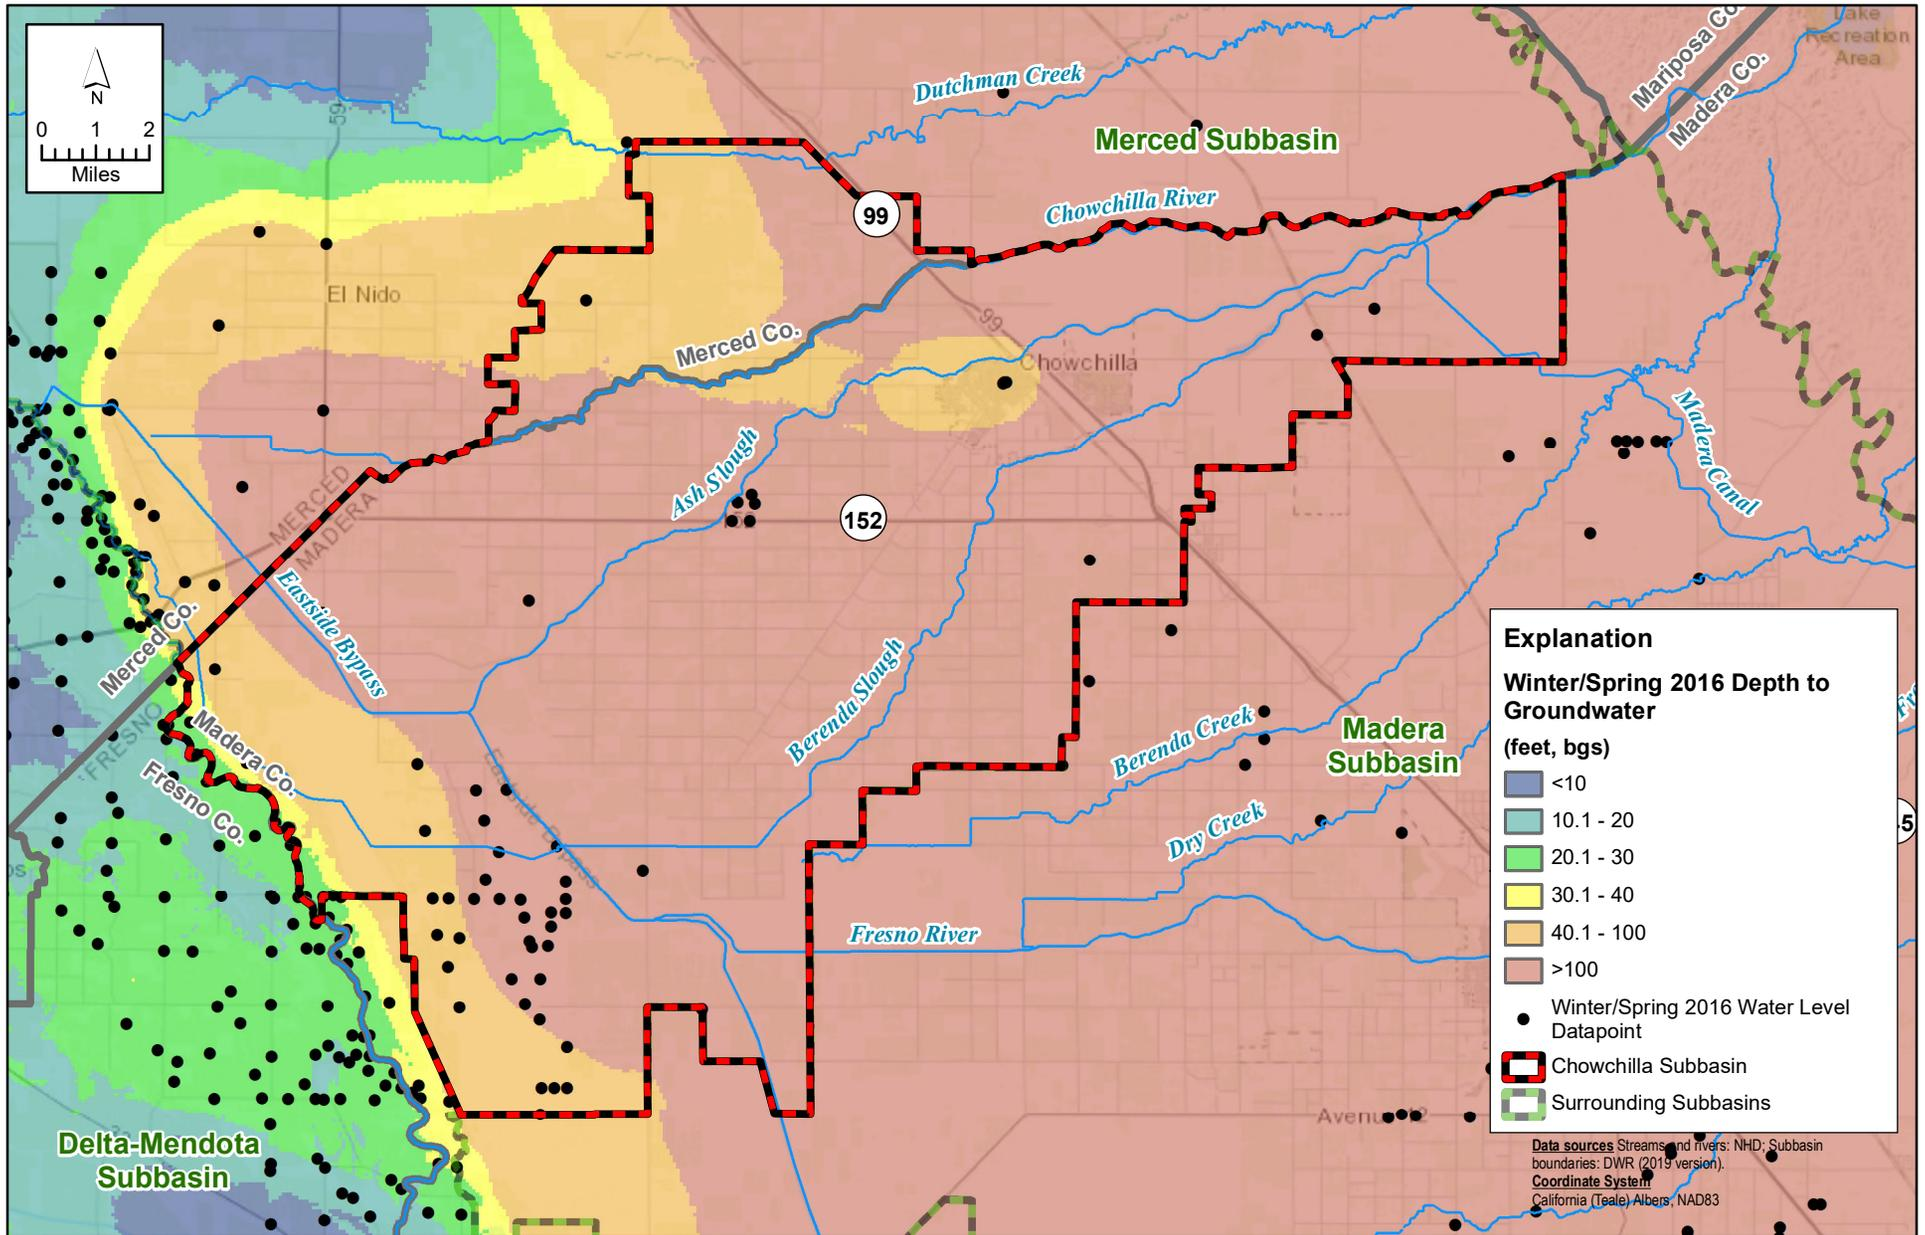 N
0 1 2
Miles
59
Dutchman Creek
Merced Subbasin
Mariposa Co.
Madera Co.
Lake
Recreation
Area
99
Chowchilla River
El Nido
Merced Co.
99
Chowchilla
Madera Canal
Ash Slough
152
152
MERCED
MADERA
Eastside Bypass
Merced Co.
FRESNO
Madera Co.
Fresno Co.
Berenda Slough
Eastside Bypass
Berenda Creek
Madera
Subbasin
Dry Creek
Fresno River
Avenue 12
Delta-Mendota
Subbasin
Explanation
Winter/Spring 2016 Depth to
Groundwater
(feet, bgs)
<10
10.1 - 20
20.1 - 30
30.1 - 40
40.1 - 100
>100
Winter/Spring 2016 Water Level
Datapoint
Chowchilla Subbasin
Surrounding Subbasins
Data sources Streams and rivers: NHD; Subbasin
boundaries: DWR (2019 version).
Coordinate System
California (Teale) Albers, NAD83